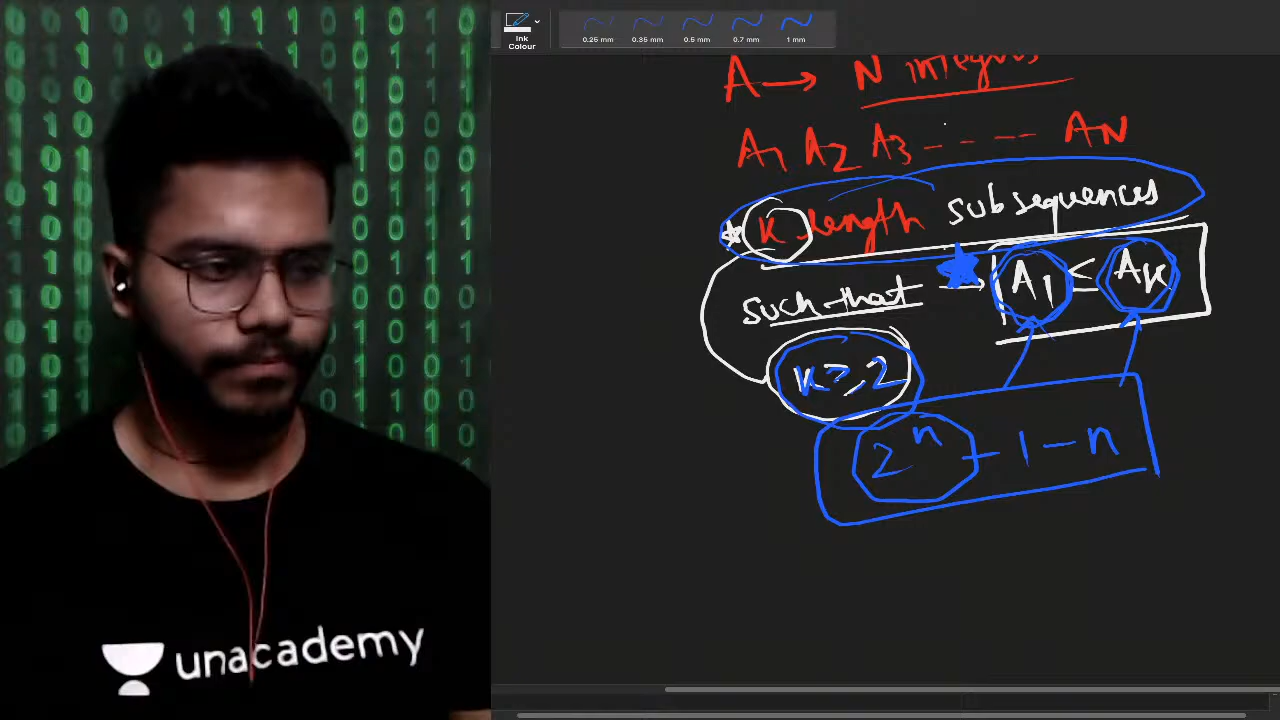 Ink
Colour
0.25 mm 0.35 mm 0.5 mm 0.7 mm 1 mm
A → N integers
A1 A2 A3 ---- AN
* K-length subsequences
such that → ★ A1 ≤ AK
K ≥ 2
2^n - 1 - n
unacademy